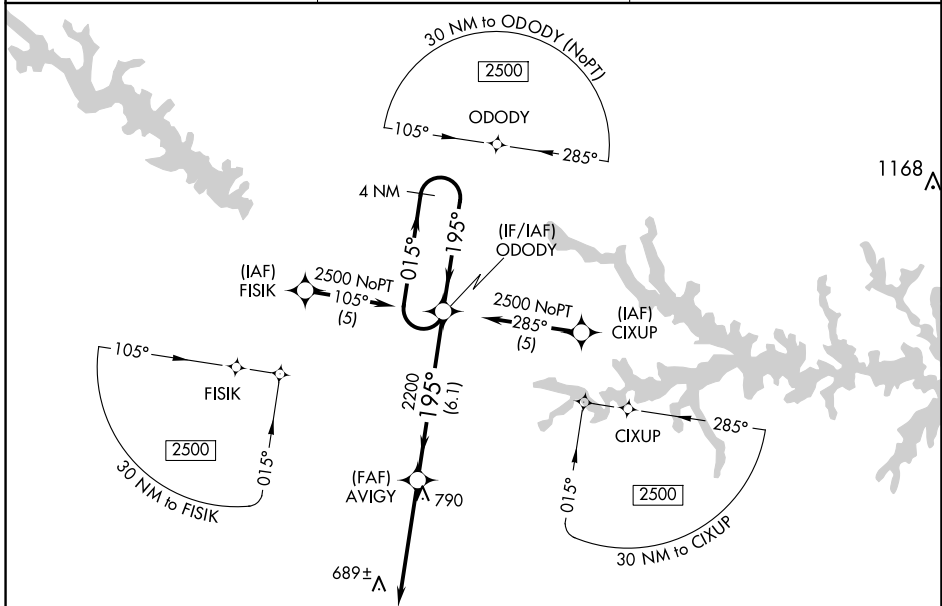 30 NM to ODODY (NoPT)
2500
ODODY
105°
285°
1168
4 NM
015°
195°
(IF/IAF)
ODODY
(IAF)
FISIK
2500 NoPT
105°
(5)
2500 NoPT
285°
(5)
(IAF)
CIXUP
2200
195°
(6.1)
105°
FISIK
2500
015°
30 NM to FISIK
CIXUP
285°
2500
015°
30 NM to CIXUP
(FAF)
AVIGY
790
689±